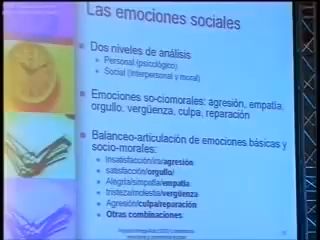 Las emociones sociales
Dos niveles de análisis
Personal (psicológico)
Social (Interpersonal y moral)
Emociones so-ciomorales: agresión, empatía,
orgullo, vergüenza, culpa, reparación
Balanceo-articulación de emociones básicas y
socio-morales:
Insatisfacción/ira/agresión
satisfacción/orgullo/
Alegría/simpatía/empatía
tristeza/molestia/vergüenza
Agresión/culpa/reparación
Otras combinaciones